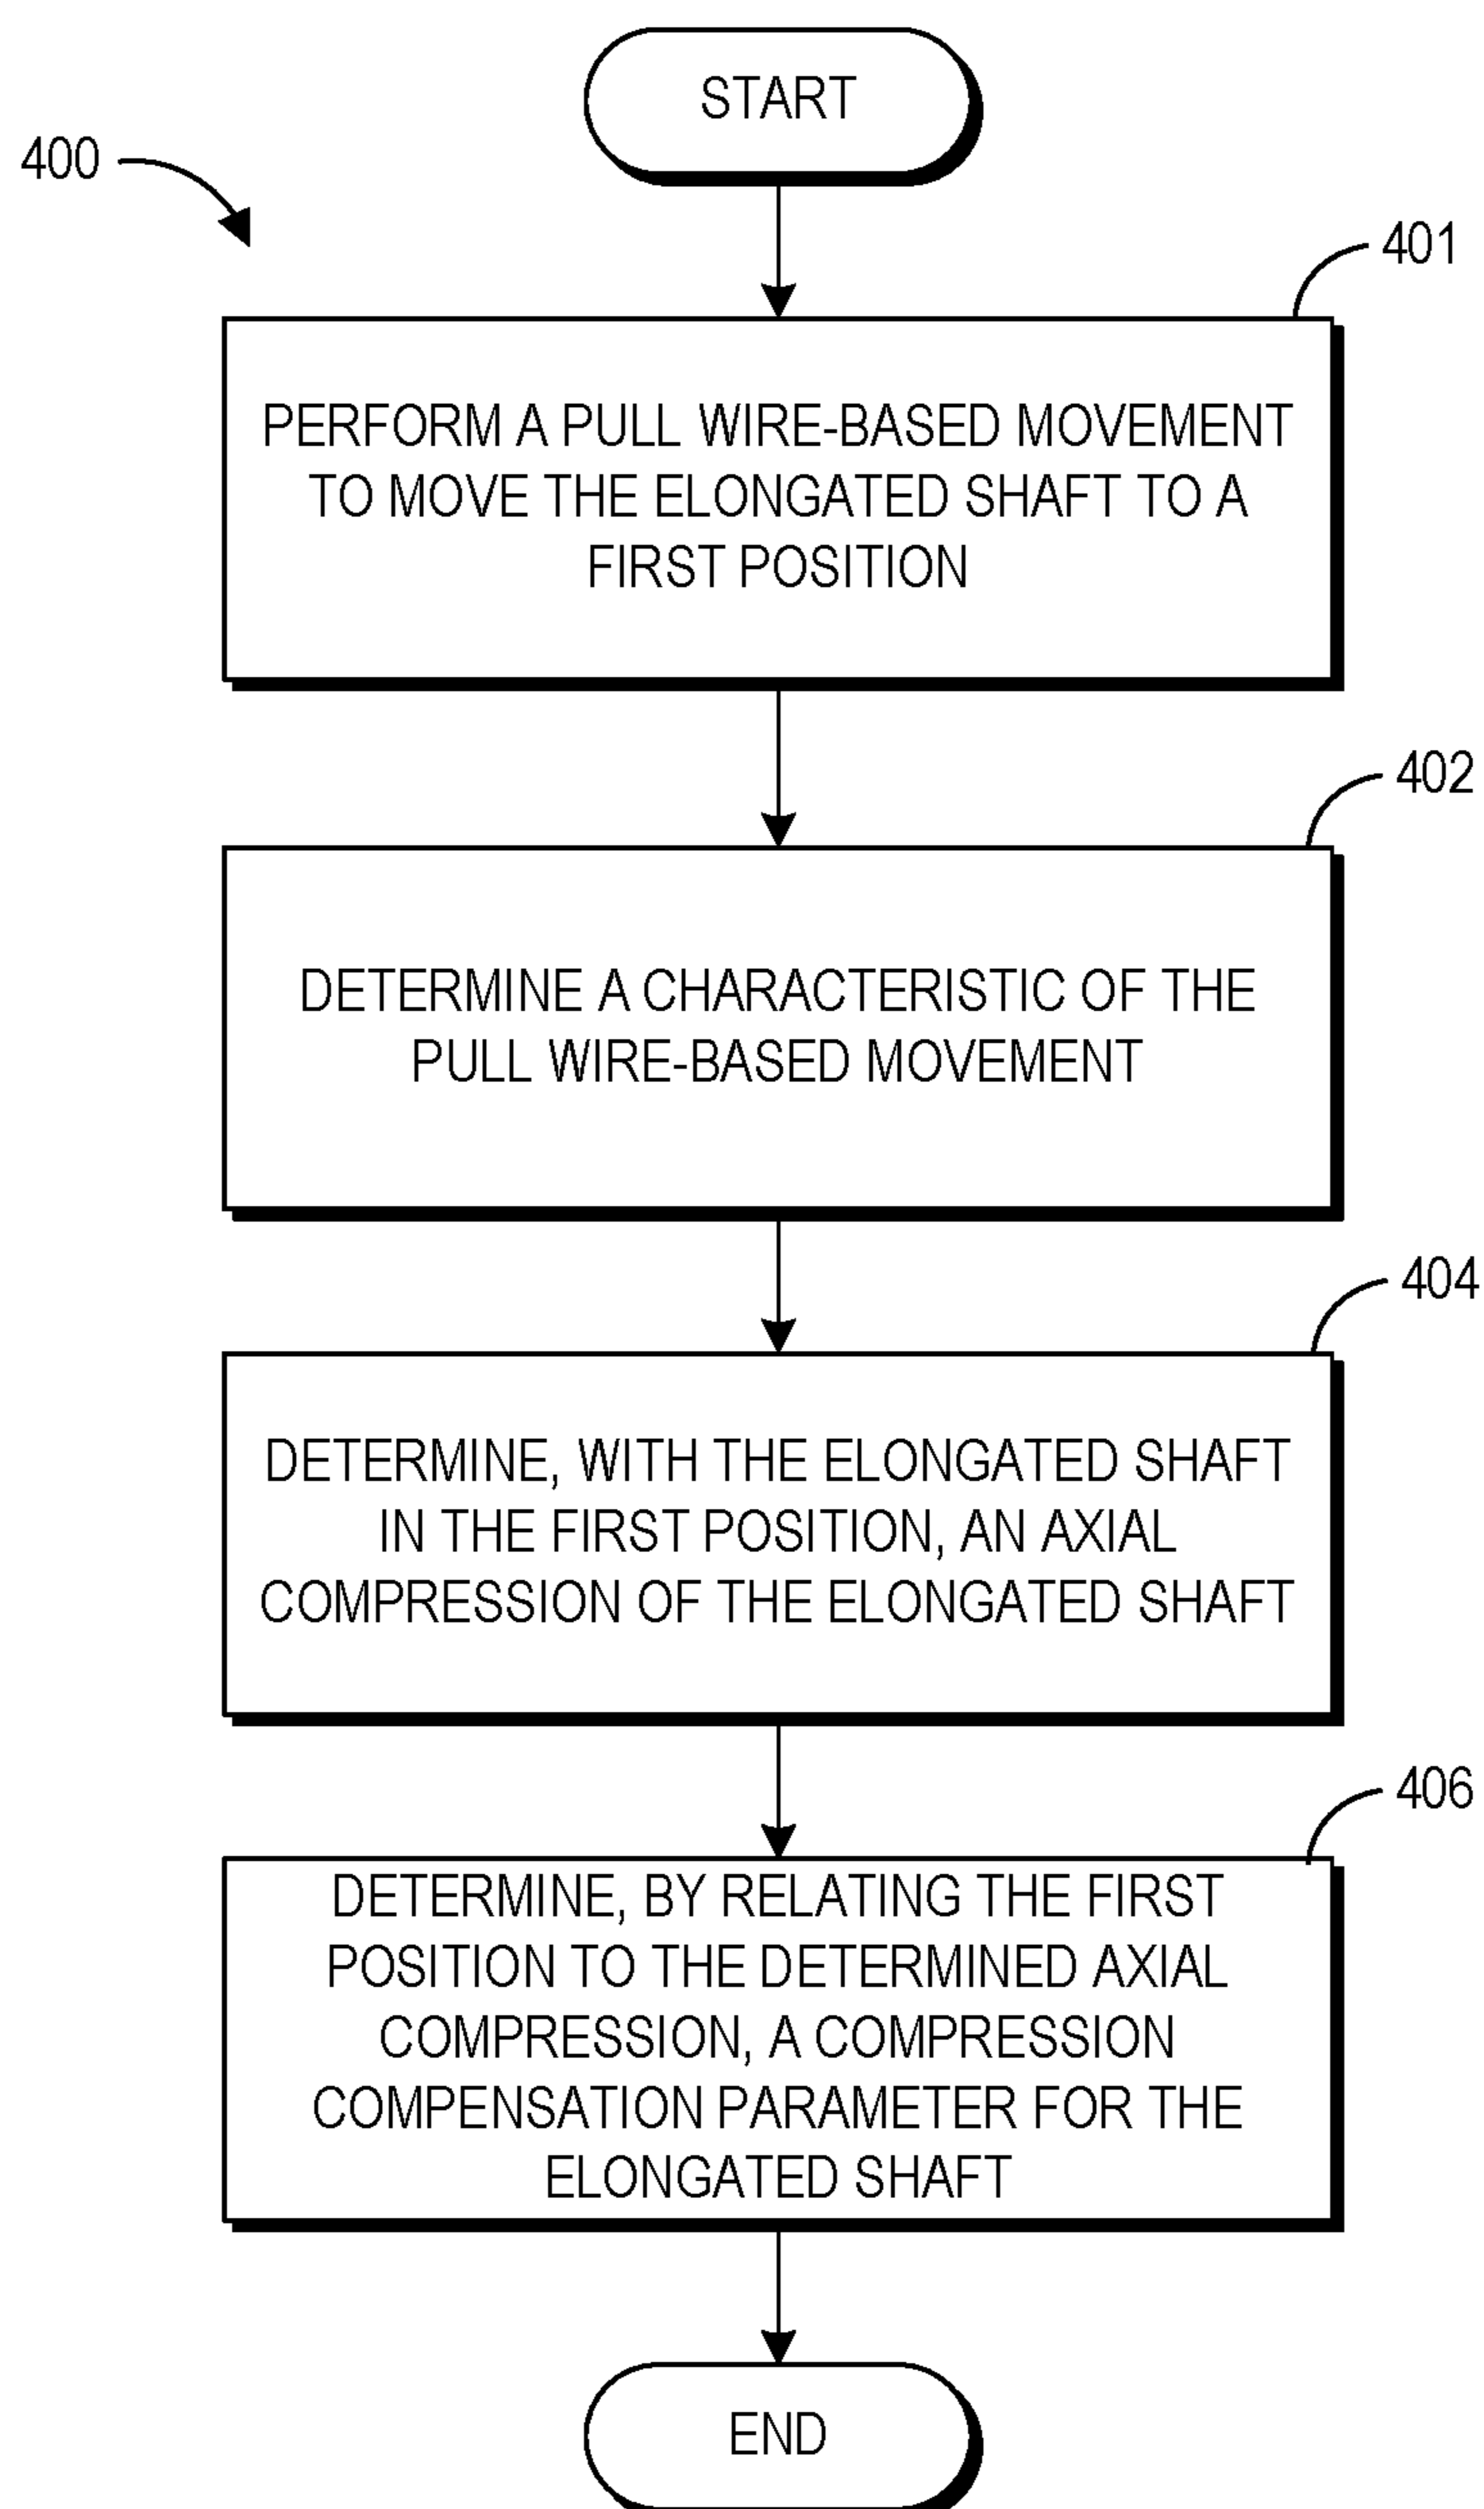 START
400
401
PERFORM A PULL WIRE-BASED MOVEMENT
TO MOVE THE ELONGATED SHAFT TO A
FIRST POSITION
402
DETERMINE A CHARACTERISTIC OF THE
PULL WIRE-BASED MOVEMENT
404
DETERMINE, WITH THE ELONGATED SHAFT
IN THE FIRST POSITION, AN AXIAL
COMPRESSION OF THE ELONGATED SHAFT
406
DETERMINE, BY RELATING THE FIRST
POSITION TO THE DETERMINED AXIAL
COMPRESSION, A COMPRESSION
COMPENSATION PARAMETER FOR THE
ELONGATED SHAFT
END